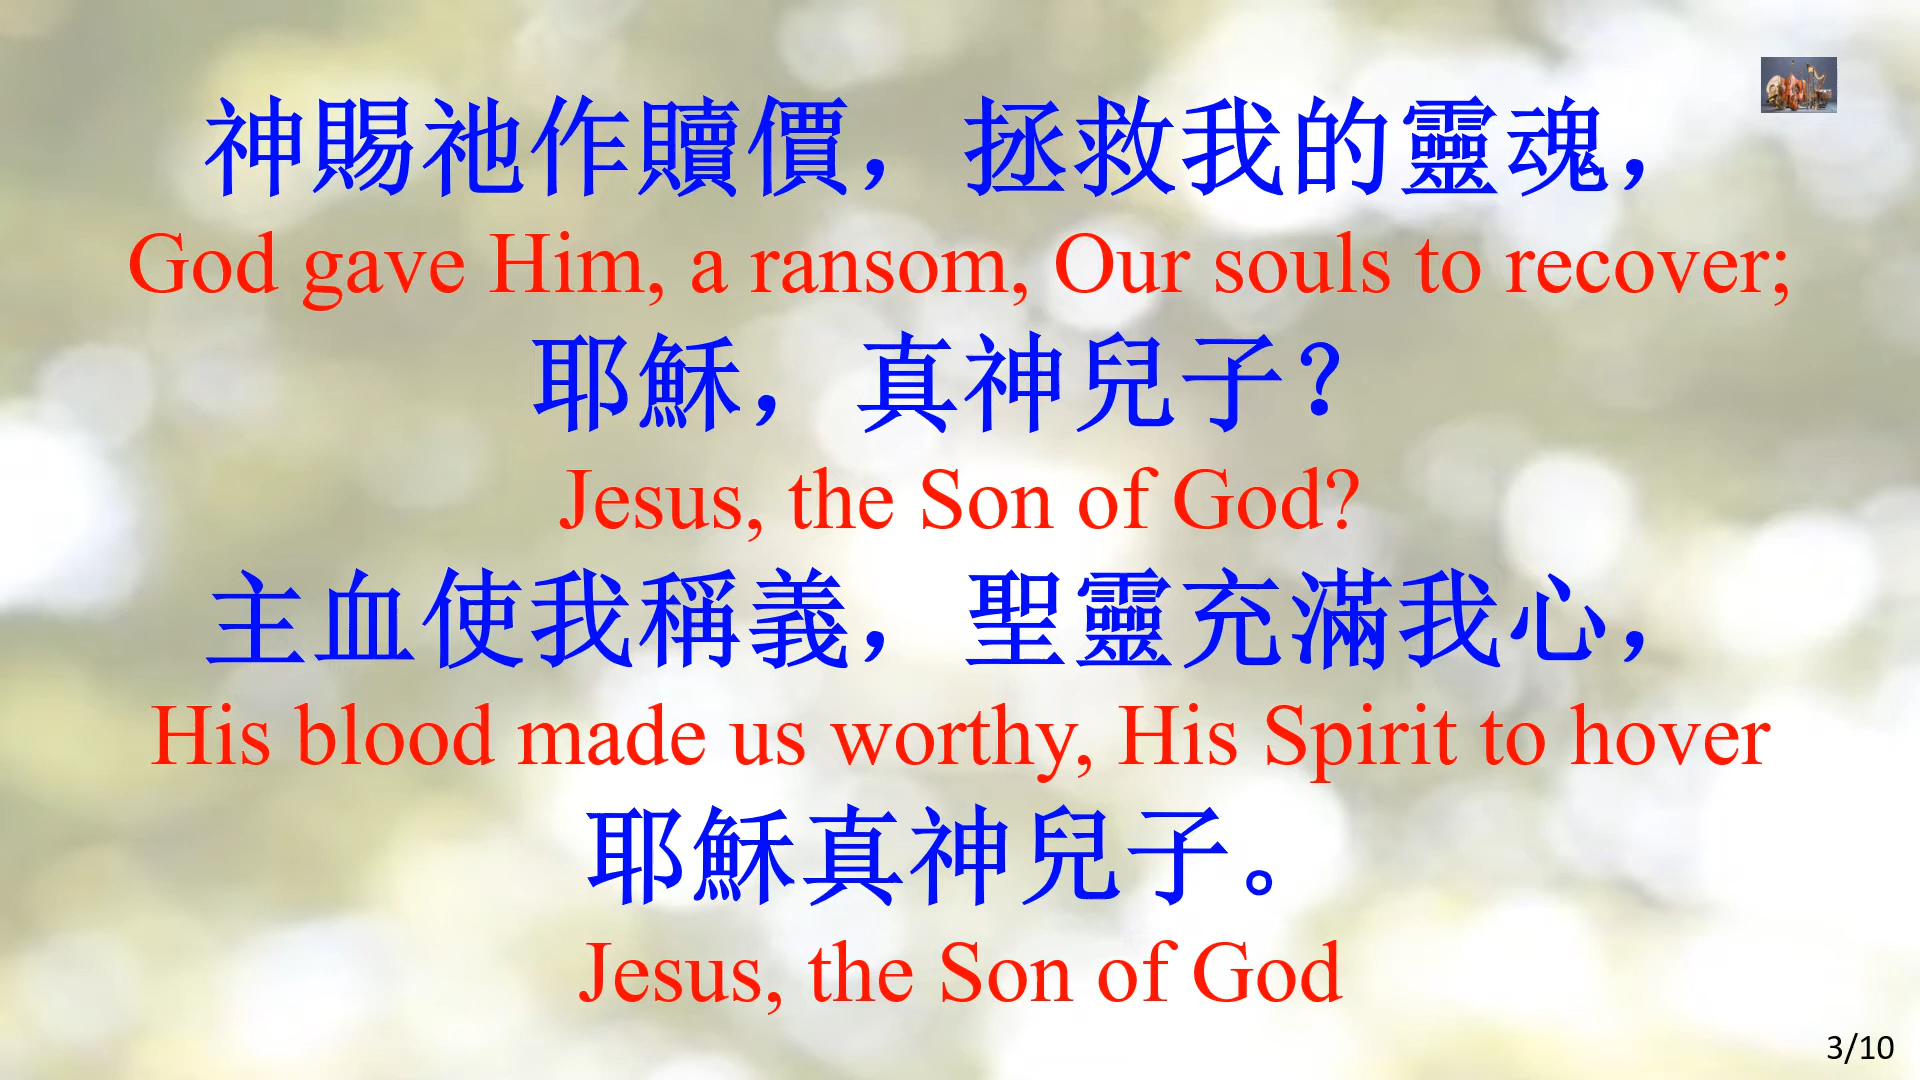 神賜祂作贖價，拯救我的靈魂，
God gave Him, a ransom, Our souls to recover;
耶穌，真神兒子？
Jesus, the Son of God?
主血使我稱義，聖靈充滿我心，
His blood made us worthy, His Spirit to hover
耶穌真神兒子。
Jesus, the Son of God
3/10